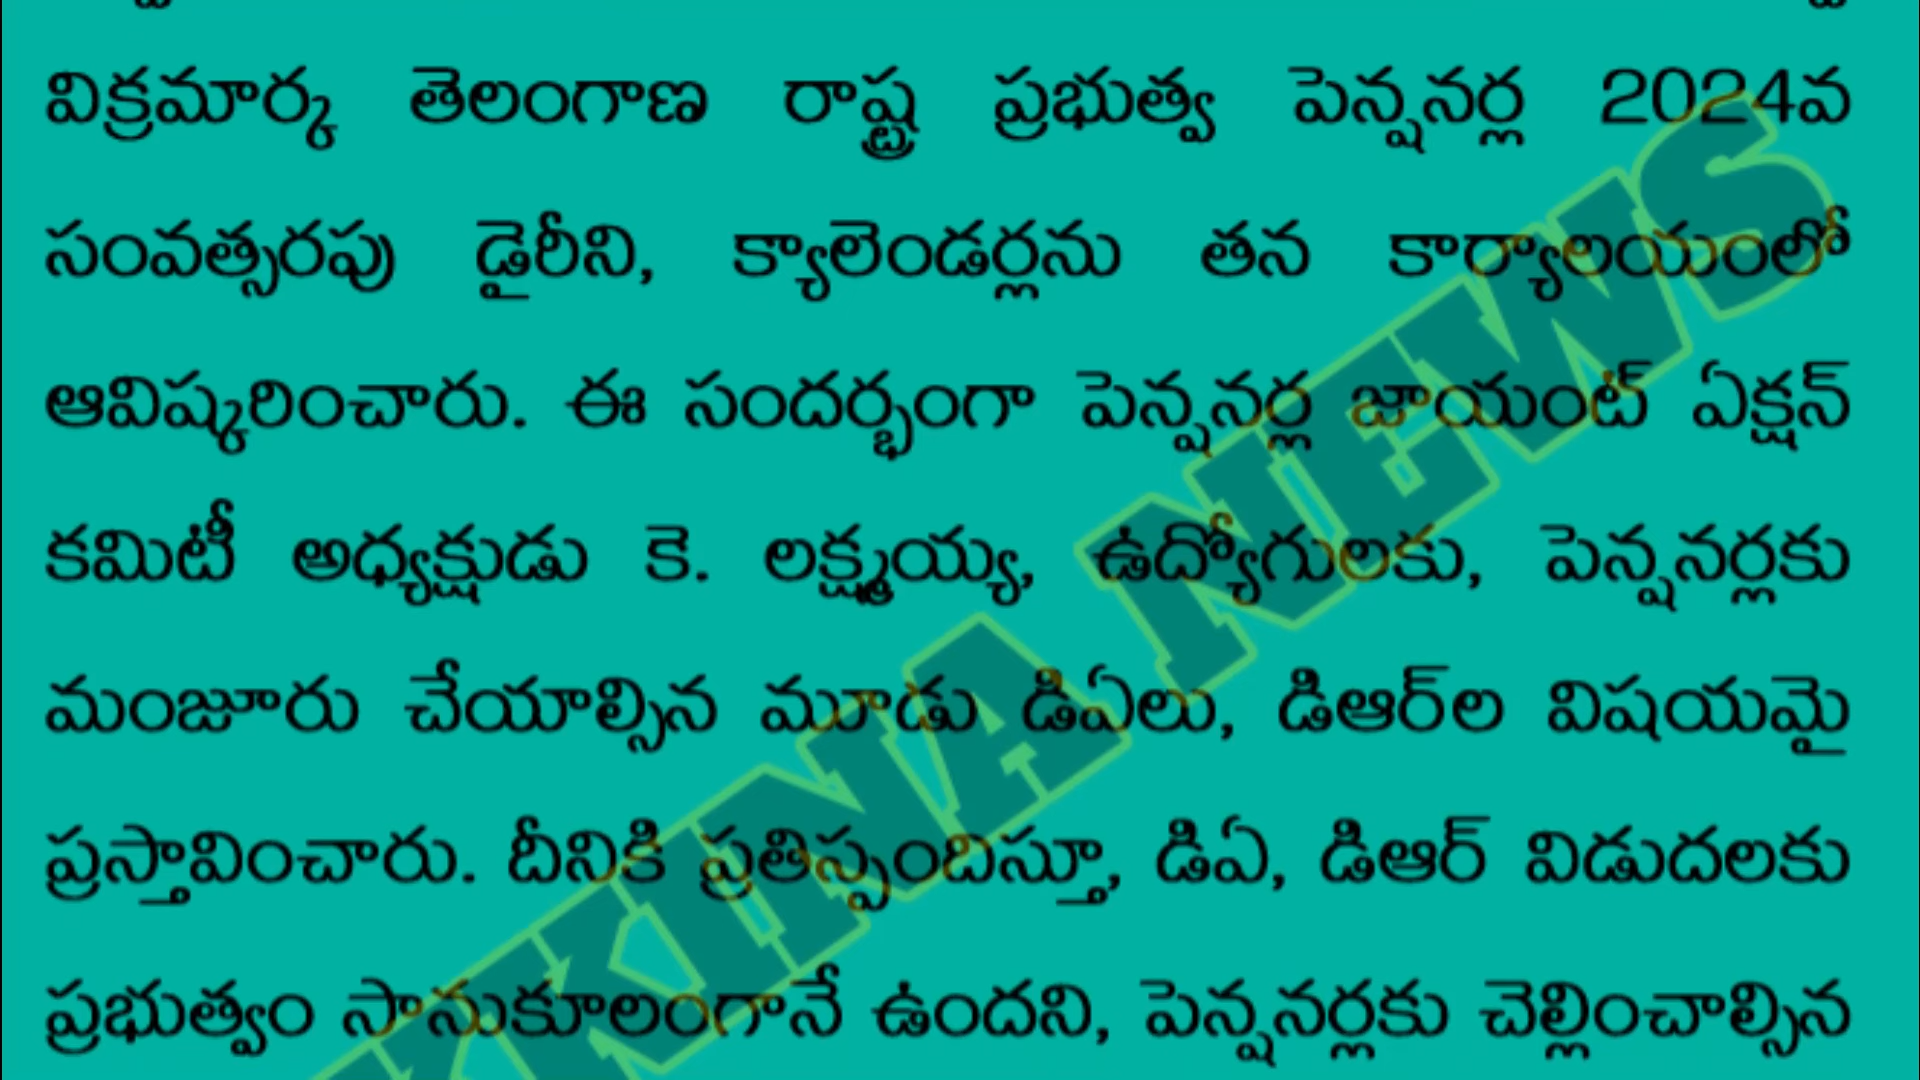 విక్రమార్క తెలంగాణ రాష్ట్ర ప్రభుత్వ పెన్షనర్ల 2024వ
సంవత్సరపు డైరీని, క్యాలెండర్లను తన కార్యాలయంలో
ఆవిష్కరించారు. ఈ సందర్భంగా పెన్షనర్ల జాయంట్ ఏక్షన్
కమిటీ అధ్యక్షుడు కె. లక్ష్మయ్య, ఉద్యోగులకు, పెన్షనర్లకు
మంజూరు చేయాల్సిన మూడు డిఏలు, డిఆర్‌ల విషయమై
ప్రస్తావించారు. దీనికి ప్రతిస్పందిస్తూ, డిఏ, డిఆర్ విడుదలకు
ప్రభుత్వం సానుకూలంగానే ఉందని, పెన్షనర్లకు చెల్లించాల్సిన
NEWS